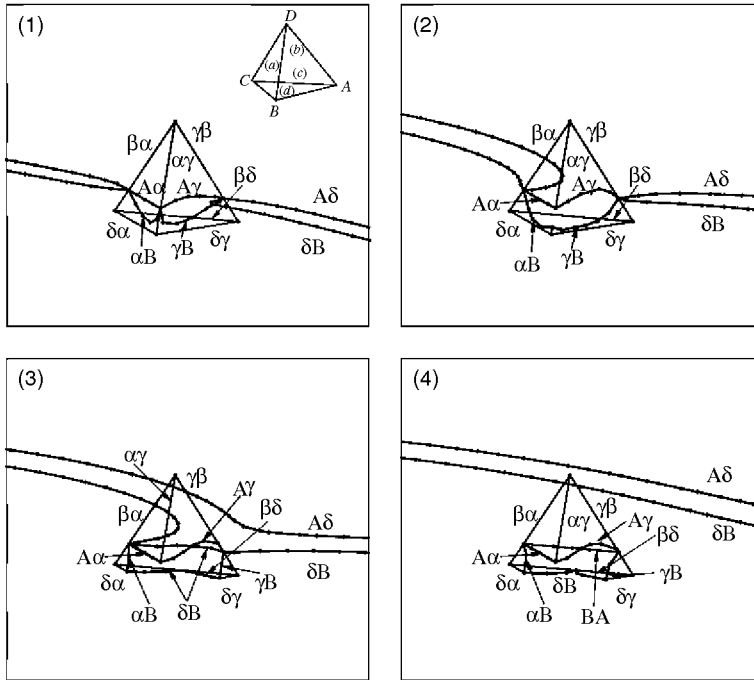 (1)
D
(b)
(a)
(c)
C
A
(d)
B
βα
γβ
αγ
Aα
Aγ
βδ
Aδ
δα
γB
δγ
δB
αB
(2)
βα
γβ
αγ
Aγ
βδ
Aδ
Aα
δα
δγ
δB
αB
γB
(3)
αγ
γβ
Aγ
βα
βδ
Aδ
Aα
δα
γB
δB
αB
δB
δγ
(4)
Aδ
βα
γβ
αγ
Aγ
δB
βδ
Aα
δα
δB
γB
δγ
αB
BA